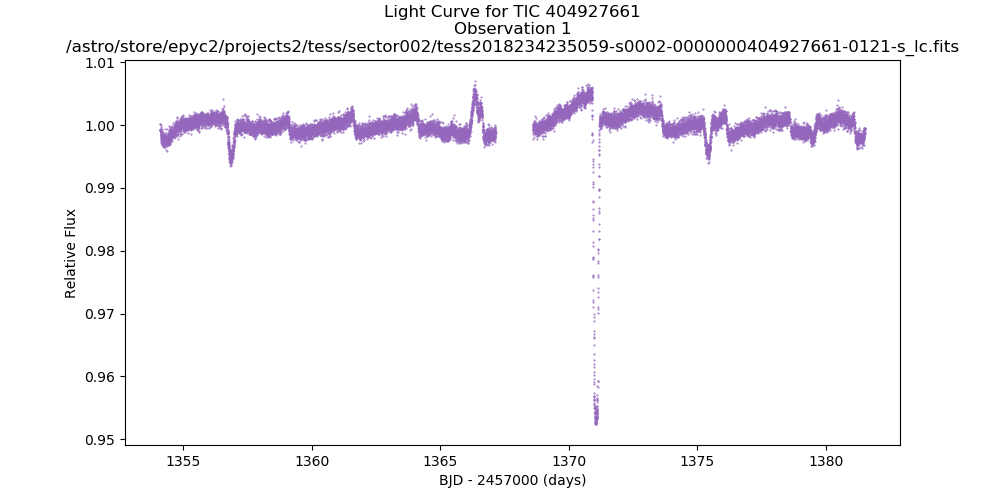 Light Curve for TIC 404927661
Observation 1
/astro/store/epyc2/projects2/tess/sector002/tess2018234235059-s0002-0000000404927661-0121-s_lc.fits
1.01
1.00
0.99
0.98
0.97
0.96
0.95
Relative Flux
1355
1360
1365
1370
1375
1380
BJD - 2457000 (days)